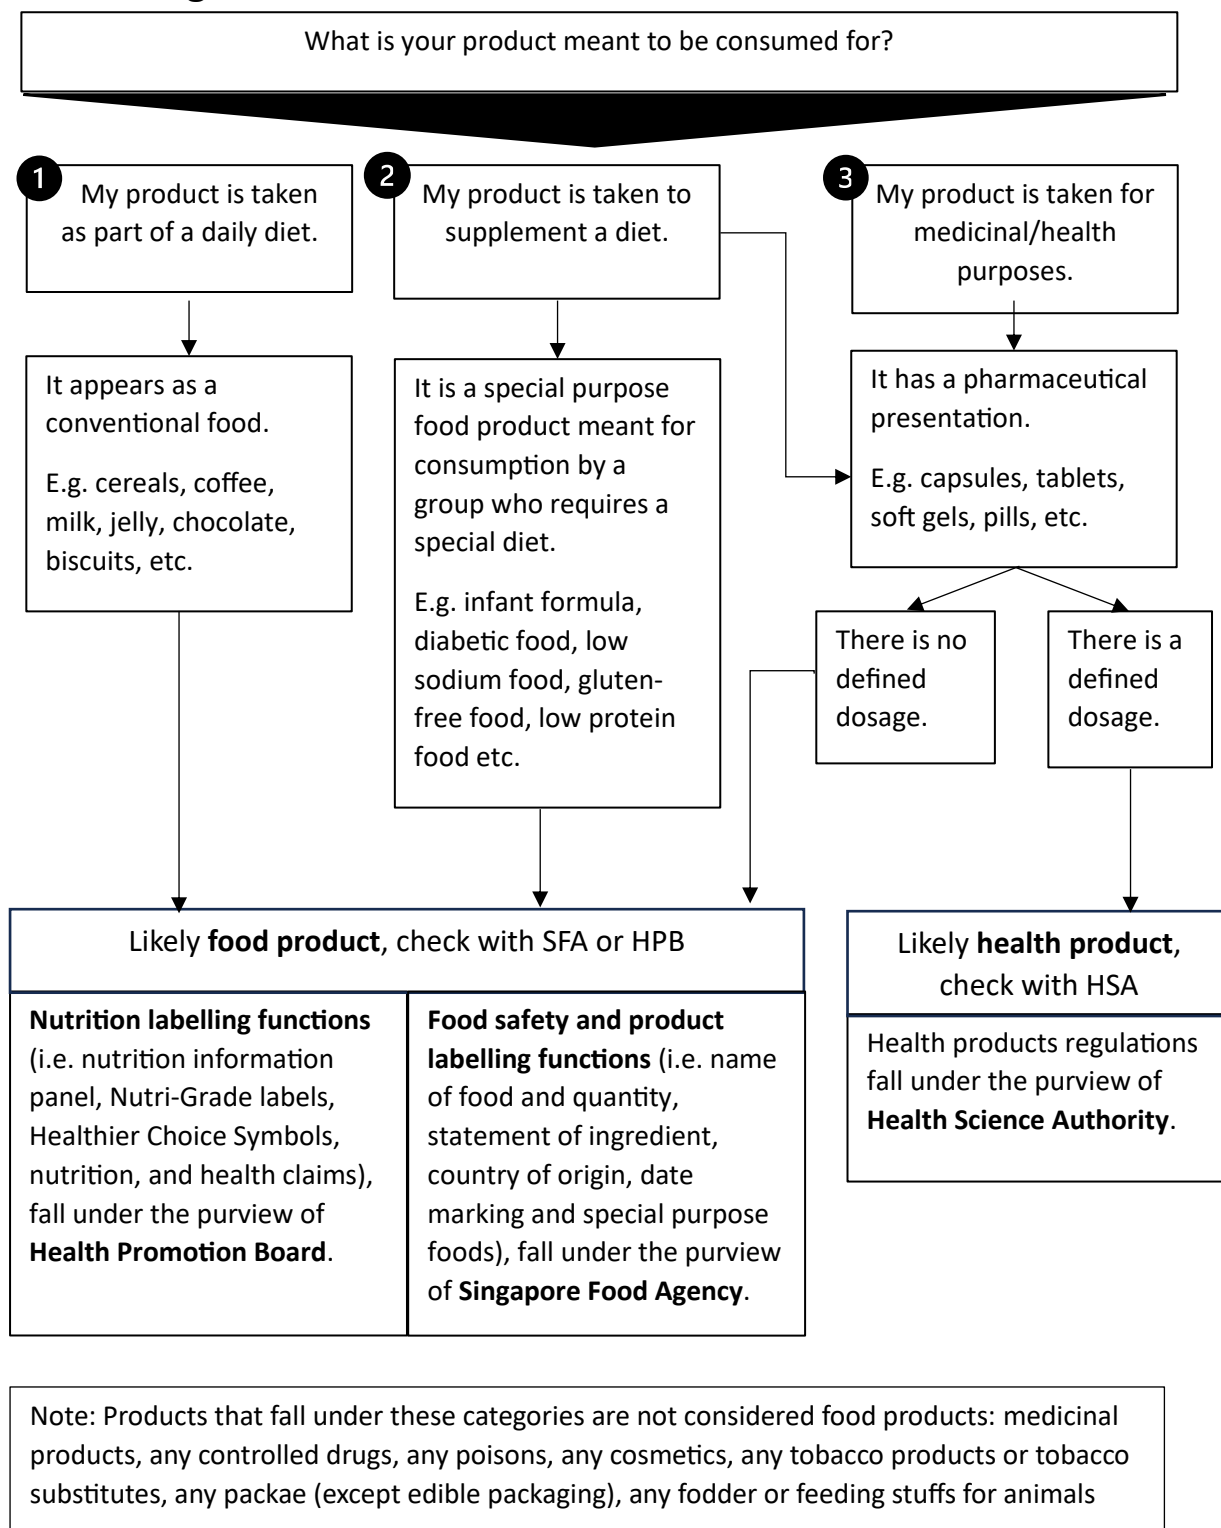 What is your product meant to be consumed for?
1
My product is taken
as part of a daily diet.
2
My product is taken to
supplement a diet.
3
My product is taken for
medicinal/health
purposes.
It appears as a
conventional food.
E.g. cereals, coffee,
milk, jelly, chocolate,
biscuits, etc.
It is a special purpose
food product meant for
consumption by a
group who requires a
special diet.
E.g. infant formula,
diabetic food, low
sodium food, gluten-
free food, low protein
food etc.
It has a pharmaceutical
presentation.
E.g. capsules, tablets,
soft gels, pills, etc.
There is no
defined
dosage.
There is a
defined
dosage.
Likely food product, check with SFA or HPB
Nutrition labelling functions
(i.e. nutrition information
panel, Nutri-Grade labels,
Healthier Choice Symbols,
nutrition, and health claims),
fall under the purview of
Health Promotion Board.
Food safety and product
labelling functions (i.e. name
of food and quantity,
statement of ingredient,
country of origin, date
marking and special purpose
foods), fall under the purview
of Singapore Food Agency.
Likely health product,
check with HSA
Health products regulations
fall under the purview of
Health Science Authority.
Note: Products that fall under these categories are not considered food products: medicinal
products, any controlled drugs, any poisons, any cosmetics, any tobacco products or tobacco
substitutes, any packae (except edible packaging), any fodder or feeding stuffs for animals